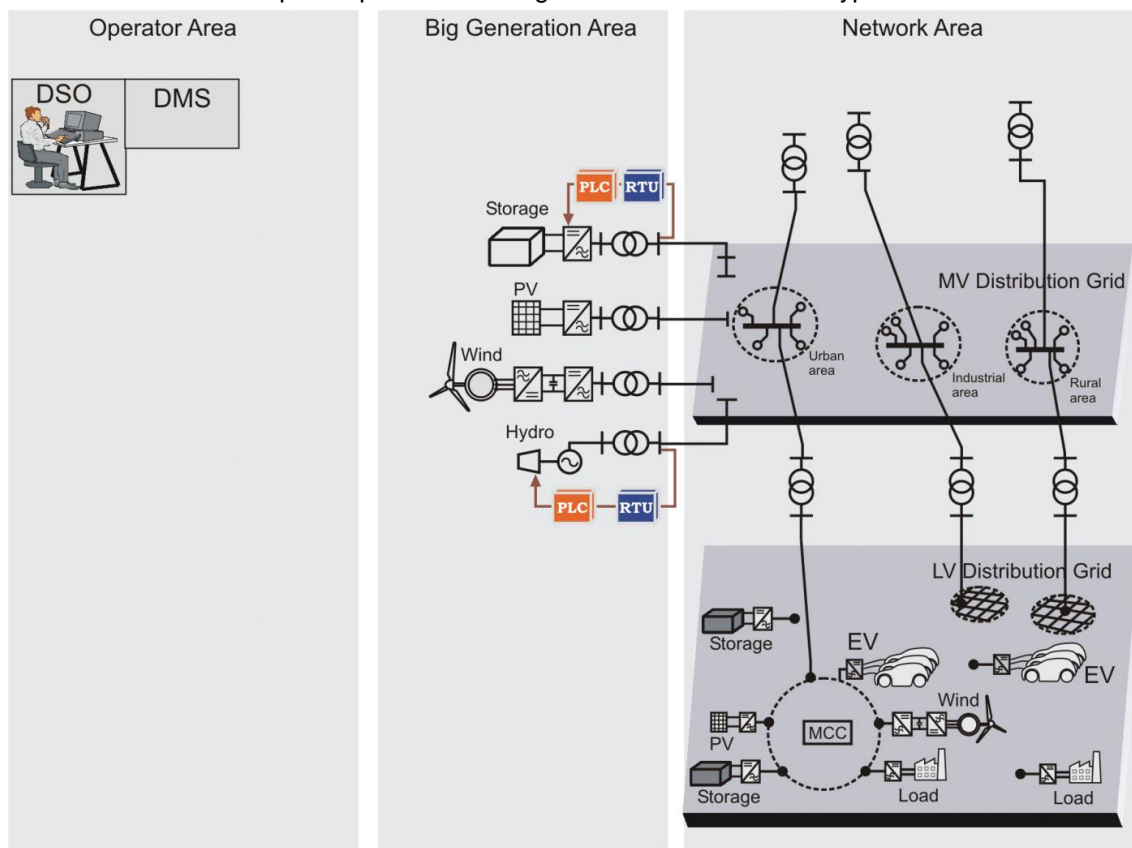 Operator Area
Big Generation Area
Network Area
DSO
DMS
PLC
RTU
Storage
PV
Wind
Hydro
PLC
RTU
MV Distribution Grid
Urban
area
Industrial
area
Rural
area
LV Distribution Grid
Storage
EV
EV
Wind
PV
MCC
Storage
Load
Load